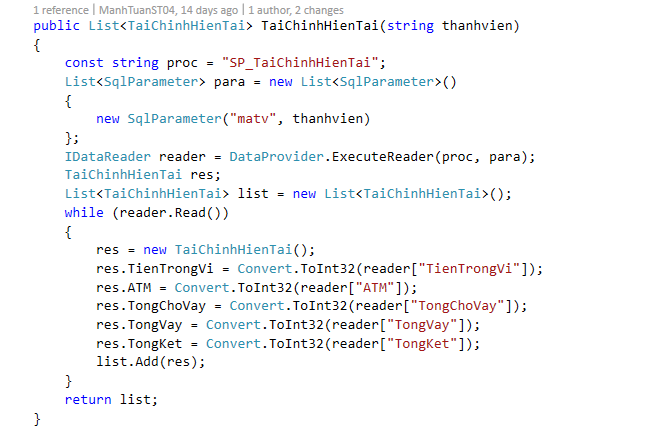 1 reference | ManhTuanST04, 14 days ago | 1 author, 2 changes
public List<TaiChinhHienTai> TaiChinhHienTai(string thanhvien)
{
    const string proc = "SP_TaiChinhHienTai";
    List<SqlParameter> para = new List<SqlParameter>()
    {
        new SqlParameter("matv", thanhvien)
    };
    IDataReader reader = DataProvider.ExecuteReader(proc, para);
    TaiChinhHienTai res;
    List<TaiChinhHienTai> list = new List<TaiChinhHienTai>();
    while (reader.Read())
    {
        res = new TaiChinhHienTai();
        res.TienTrongVi = Convert.ToInt32(reader["TienTrongVi"]);
        res.ATM = Convert.ToInt32(reader["ATM"]);
        res.TongChoVay = Convert.ToInt32(reader["TongChoVay"]);
        res.TongVay = Convert.ToInt32(reader["TongVay"]);
        res.TongKet = Convert.ToInt32(reader["TongKet"]);
        list.Add(res);
    }
    return list;
}